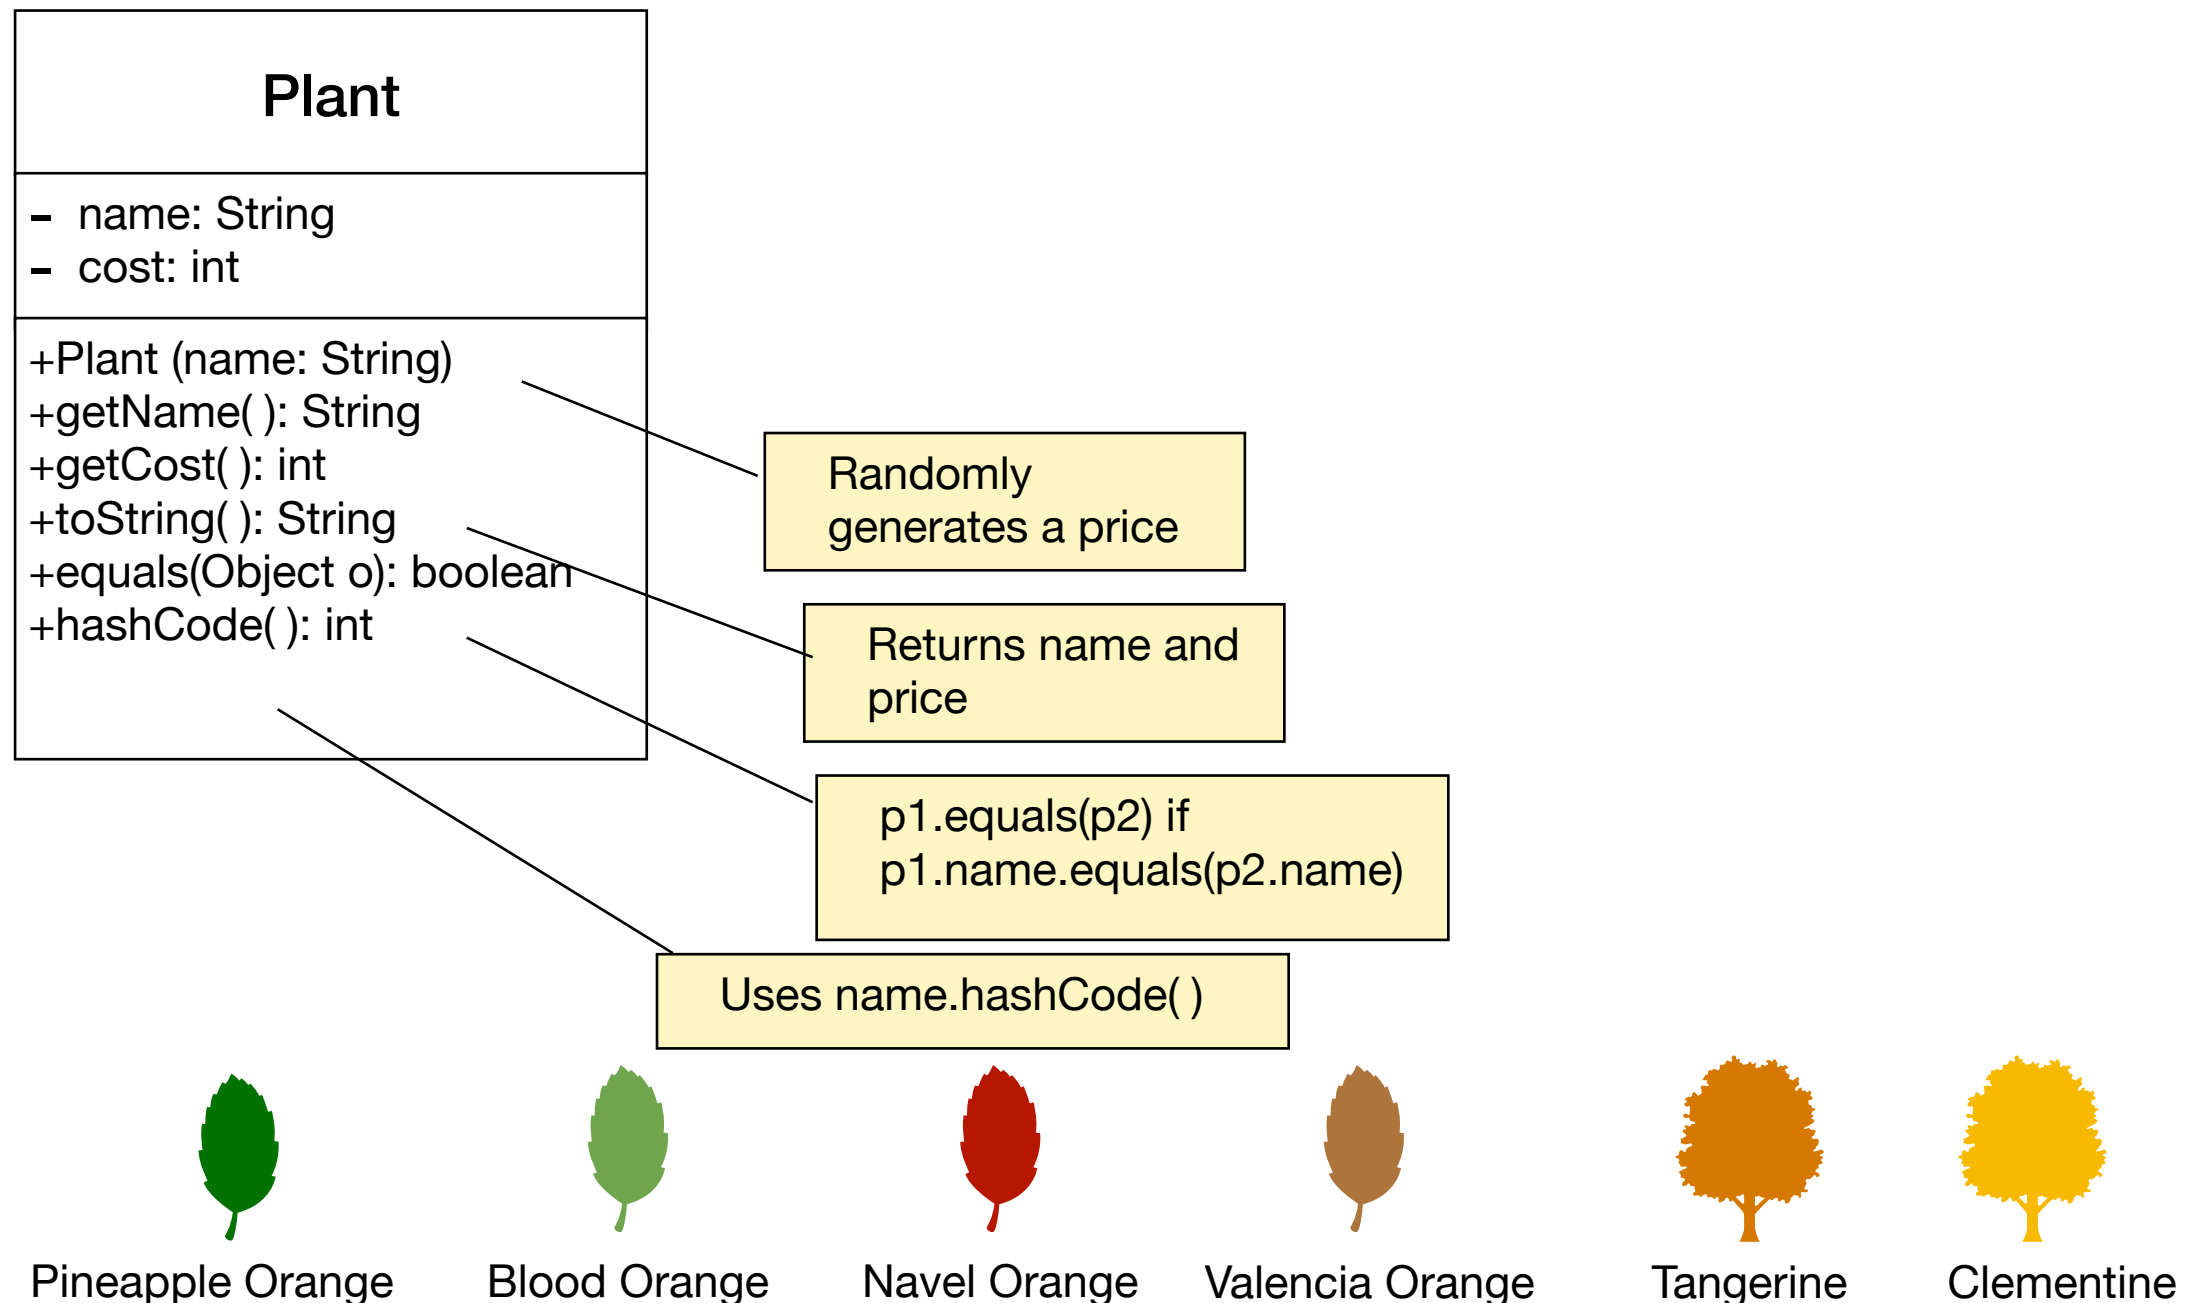 Plant
- name: String
- cost: int
+Plant (name: String)
+getName( ): String
+getCost( ): int
+toString( ): String
+equals(Object o): boolean
+hashCode( ): int
Randomly
generates a price
Returns name and
price
p1.equals(p2) if
p1.name.equals(p2.name)
Uses name.hashCode( )
Pineapple Orange
Blood Orange
Navel Orange
Valencia Orange
Tangerine
Clementine